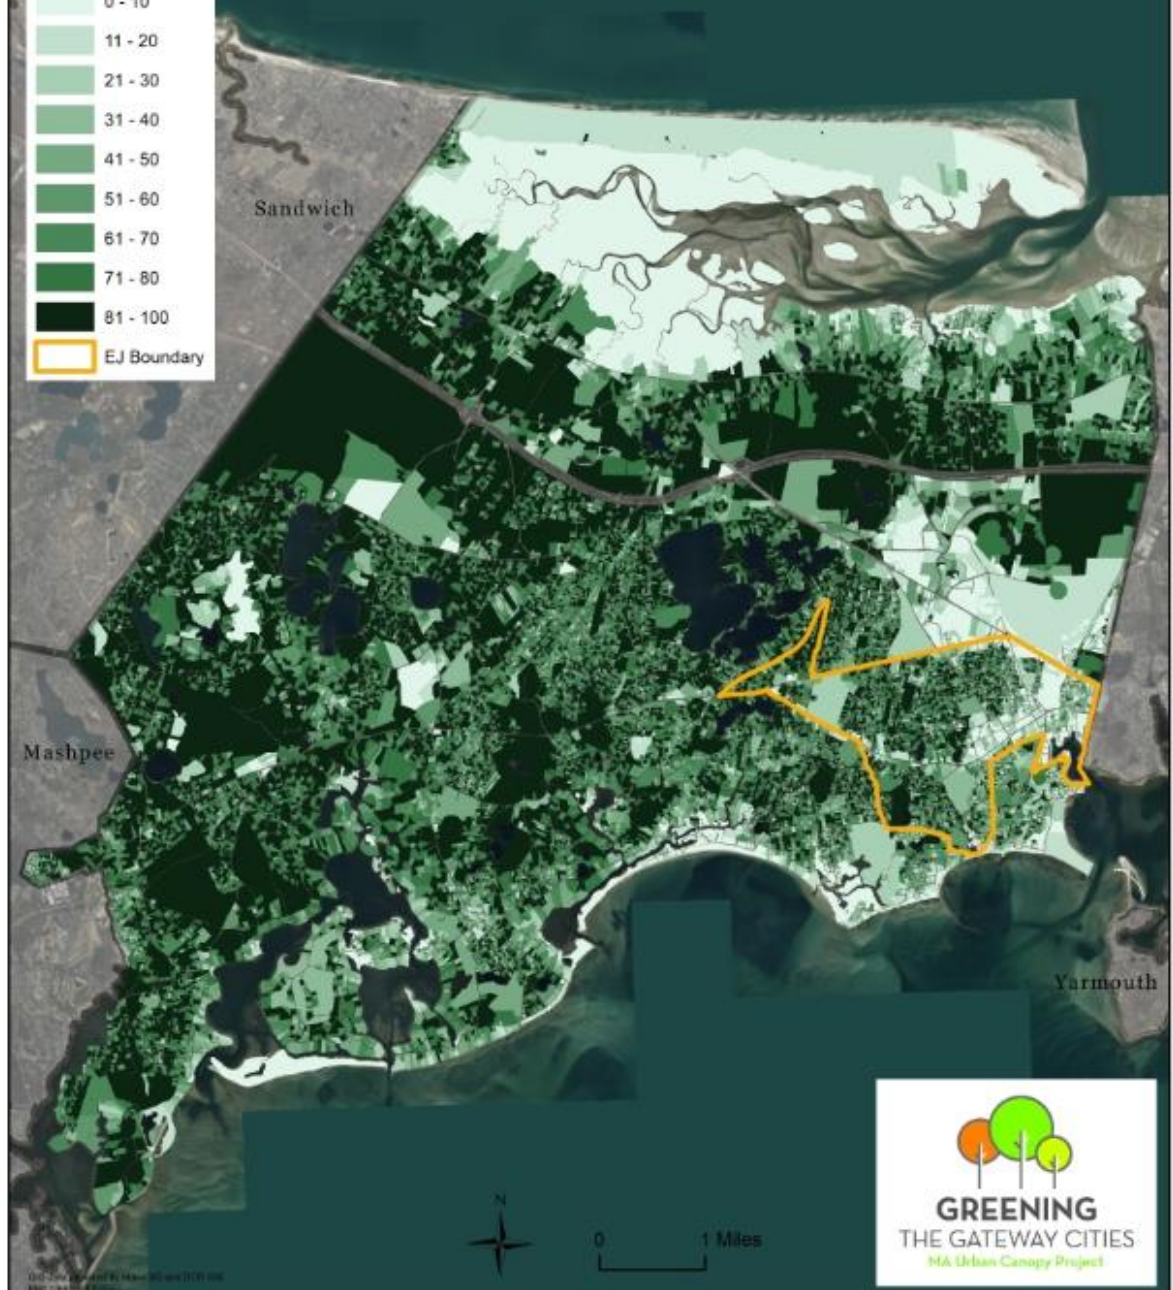 0 - 10
11 - 20
21 - 30
31 - 40
41 - 50
51 - 60
61 - 70
71 - 80
81 - 100
EJ Boundary
Sandwich
Mashpee
Yarmouth
N
0 1 Miles
GREENING
THE GATEWAY CITIES
MA Urban Canopy Project